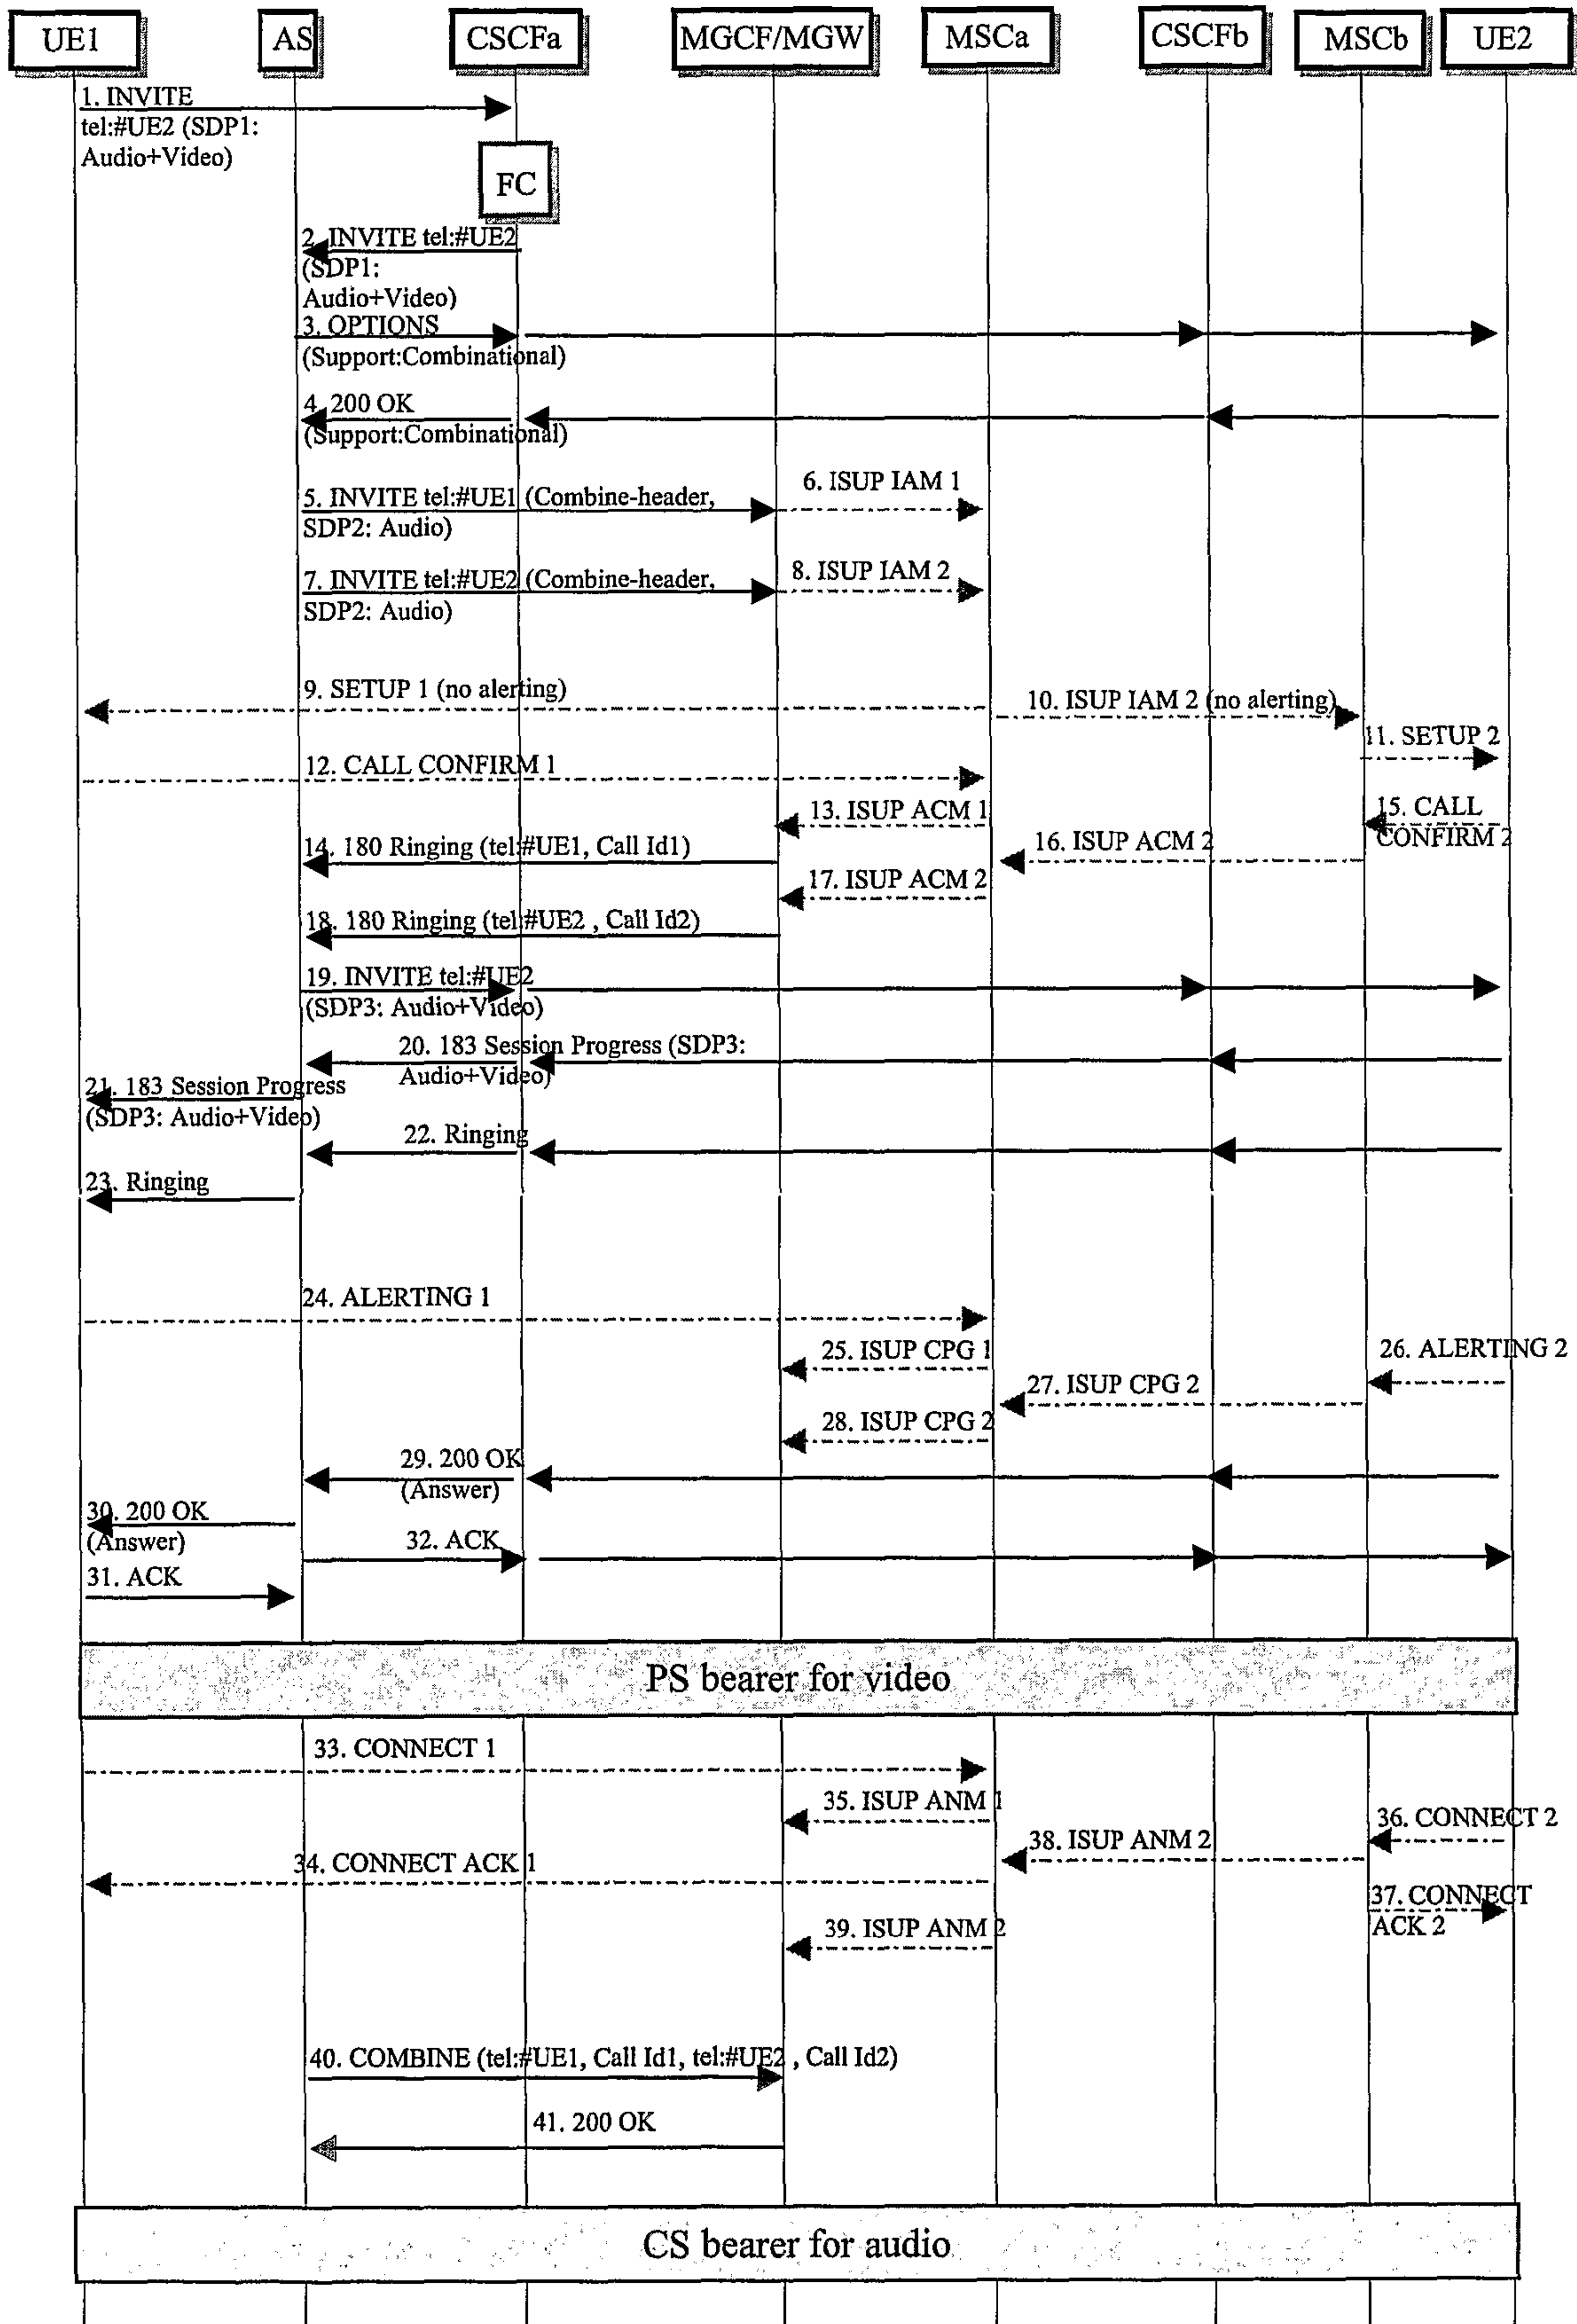 UE1 AS CSCFa MGCF/MGW MSCa CSCFb MSCb UE2
1. INVITE
tel:#UE2 (SDP1:
Audio+Video)
FC
2. INVITE tel:#UE2
(SDP1:
Audio+Video)
3. OPTIONS
(Support:Combinational)
4. 200 OK
(Support:Combinational)
6. ISUP IAM 1
5. INVITE tel:#UE1 (Combine-header,
SDP2: Audio)
8. ISUP IAM 2
7. INVITE tel:#UE2 (Combine-header,
SDP2: Audio)
9. SETUP 1 (no alerting)
10. ISUP IAM 2 (no alerting)
11. SETUP 2
12. CALL CONFIRM 1
13. ISUP ACM 1
15. CALL
CONFIRM 2
14. 180 Ringing (tel:#UE1, Call Id1)
16. ISUP ACM 2
17. ISUP ACM 2
18. 180 Ringing (tel:#UE2 , Call Id2)
19. INVITE tel:#UE2
(SDP3: Audio+Video)
20. 183 Session Progress (SDP3:
Audio+Video)
21. 183 Session Progress
(SDP3: Audio+Video)
22. Ringing
23. Ringing
24. ALERTING 1
25. ISUP CPG 1
26. ALERTING 2
27. ISUP CPG 2
28. ISUP CPG 2
29. 200 OK
(Answer)
30. 200 OK
(Answer)
32. ACK
31. ACK
PS bearer for video
33. CONNECT 1
35. ISUP ANM 1
36. CONNECT 2
38. ISUP ANM 2
34. CONNECT ACK 1
37. CONNECT
ACK 2
39. ISUP ANM 2
40. COMBINE (tel:#UE1, Call Id1, tel:#UE2 , Call Id2)
41. 200 OK
CS bearer for audio